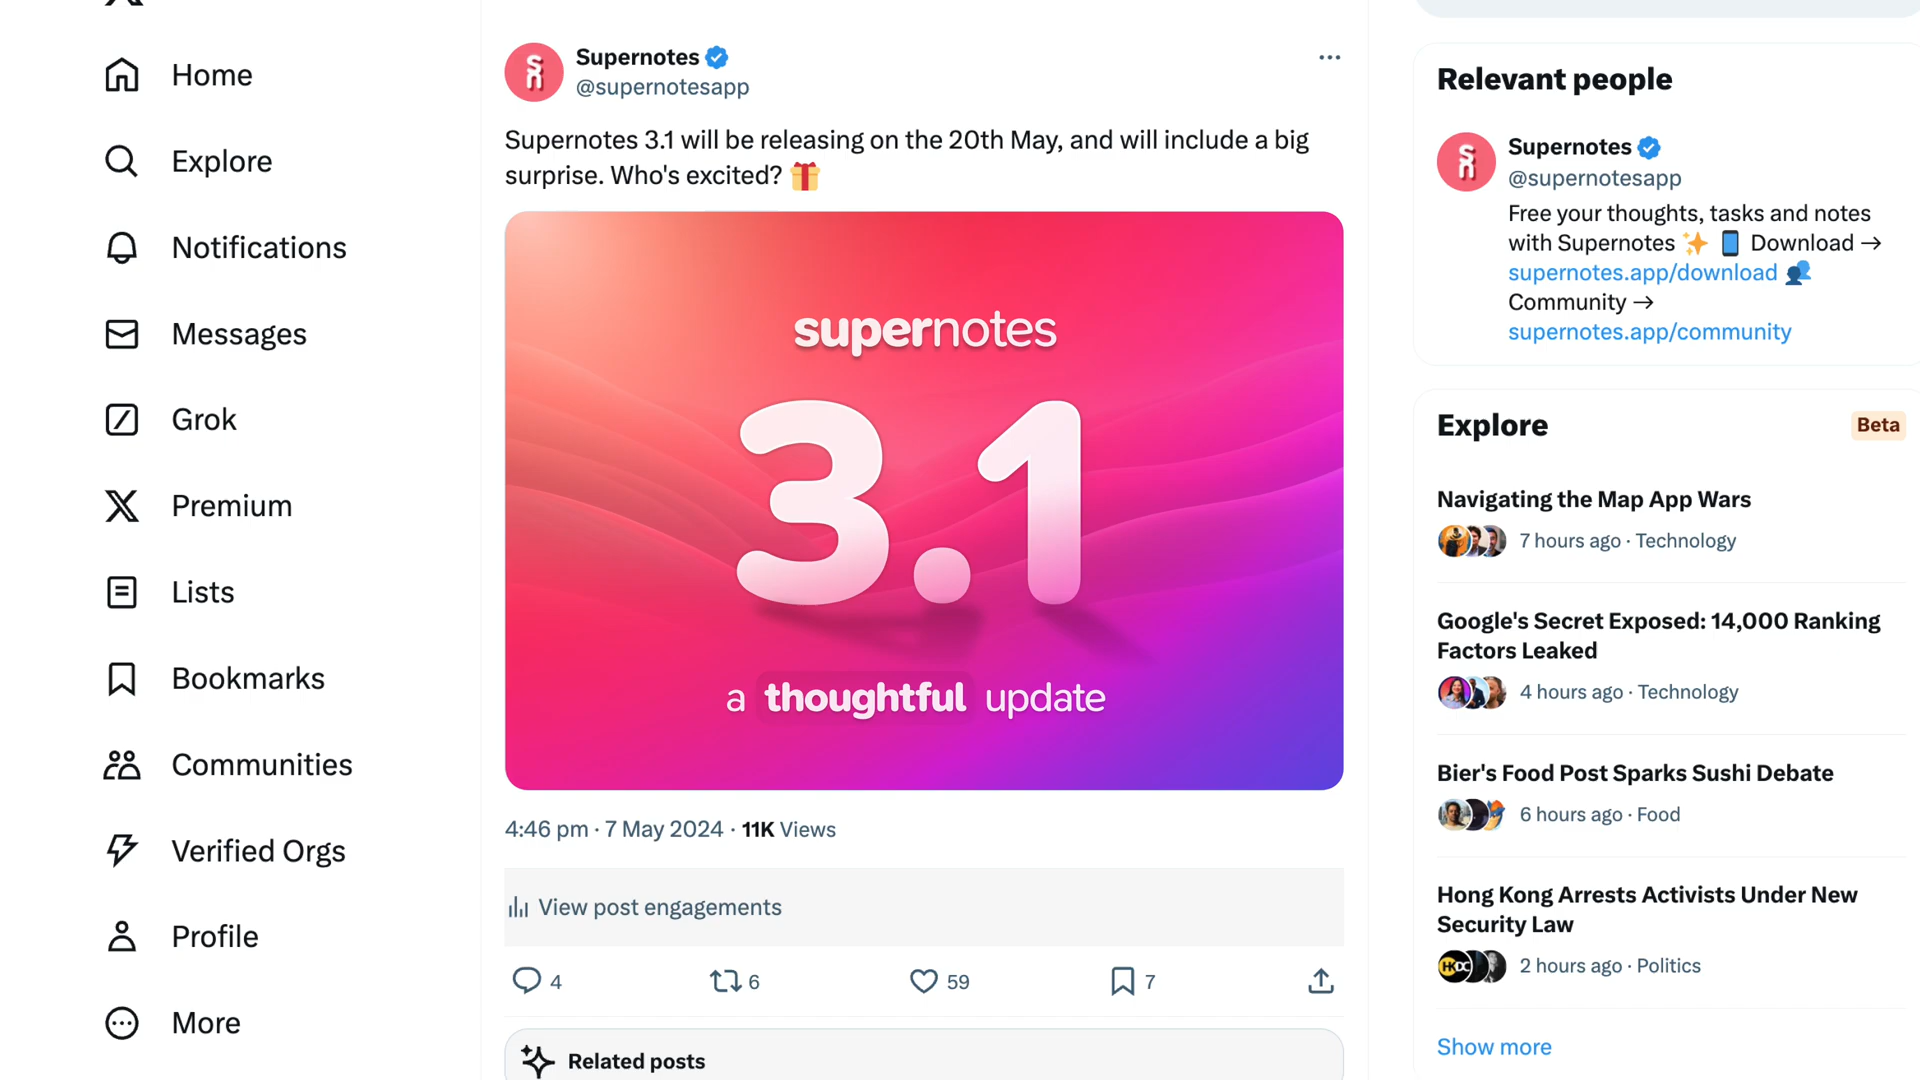 Home
Explore
Notifications
Messages
Grok
Premium
Lists
Bookmarks
Communities
Verified Orgs
Profile
More
Supernotes
@supernotesapp
Supernotes 3.1 will be releasing on the 20th May, and will include a big
surprise. Who's excited? 🎁
supernotes
3.1
a thoughtful update
4:46 pm · 7 May 2024 · 11K Views
View post engagements
4 6 59 7
Related posts
Relevant people
Supernotes
@supernotesapp
Free your thoughts, tasks and notes
with Supernotes ✨ 📱 Download →
supernotes.app/download 👥
Community →
supernotes.app/community
Explore Beta
Navigating the Map App Wars
7 hours ago · Technology
Google's Secret Exposed: 14,000 Ranking
Factors Leaked
4 hours ago · Technology
Bier's Food Post Sparks Sushi Debate
6 hours ago · Food
Hong Kong Arrests Activists Under New
Security Law
HKDC
2 hours ago · Politics
Show more